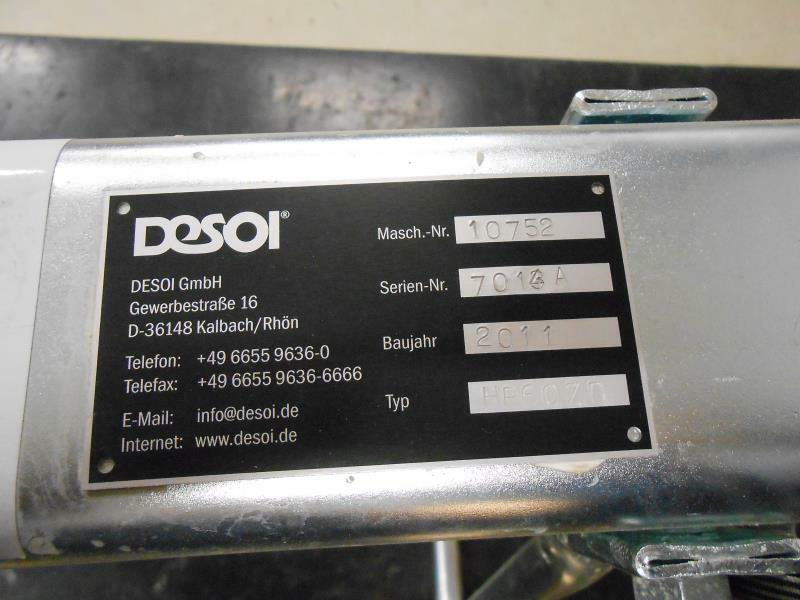 DESOI®
DESOI GmbH
Gewerbestraße 16
D-36148 Kalbach/Rhön
Telefon: +49 6655 9636-0
Telefax: +49 6655 9636-6666
E-Mail: info@desoi.de
Internet: www.desoi.de
Masch.-Nr. 10752
Serien-Nr.
Baujahr 2011
Typ